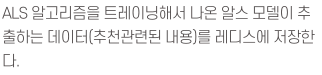 ALS 알고리즘을 트레이닝해서 나온 알스 모델이 추
출하는 데이터(추천관련된 내용)를 레디스에 저장한
다.